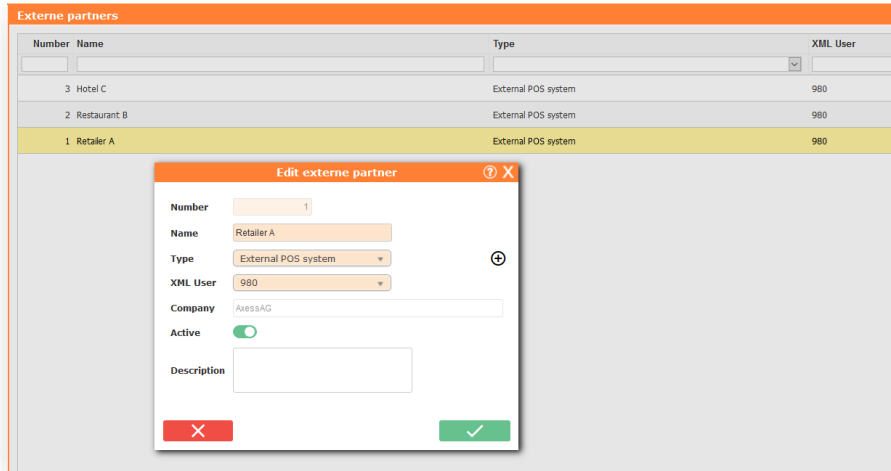 Externe partners
Number Name Type XML User
3 Hotel C External POS system 980
2 Restaurant B External POS system 980
1 Retailer A External POS system 980
Edit externe partner ? X
Number 1
Name Retailer A
Type External POS system
XML User 980
Company AxessAG
Active
Description